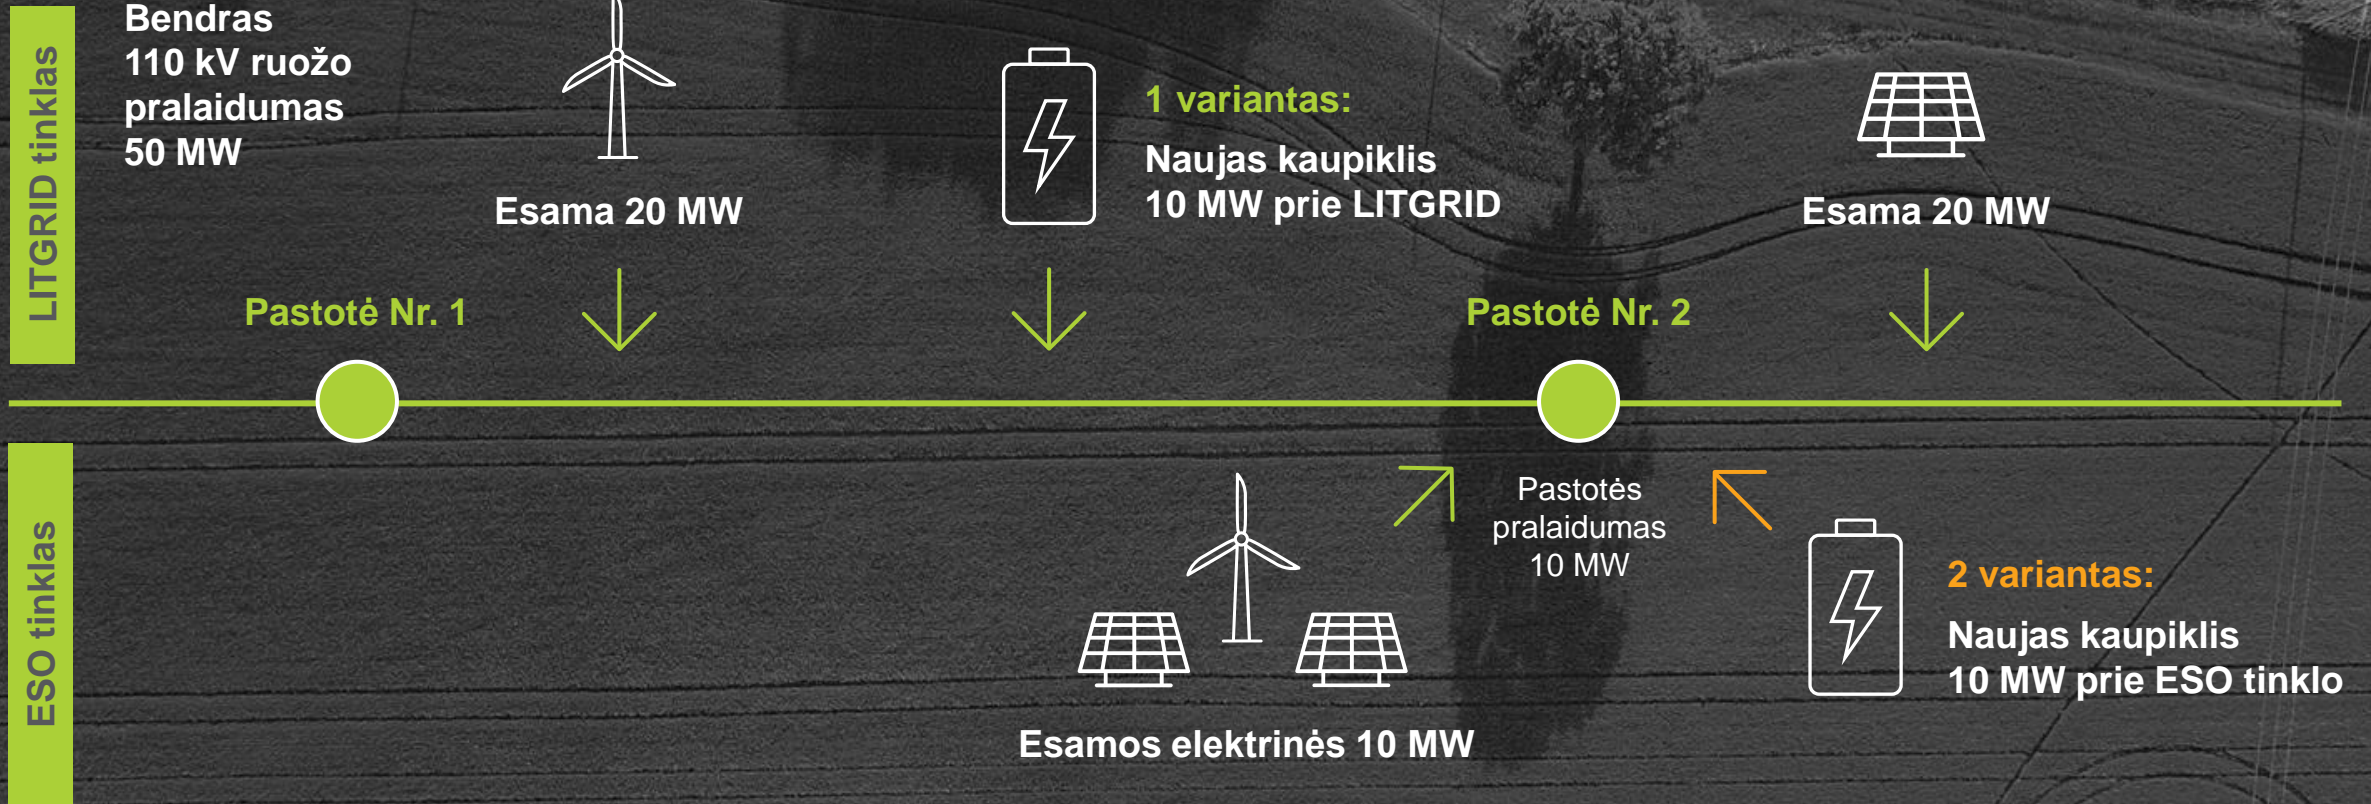 LITGRID tinklas
Bendras
110 kV ruožo
pralaidumas
50 MW
Esama 20 MW
1 variantas:
Naujas kaupiklis
10 MW prie LITGRID
Esama 20 MW
Pastotė Nr. 1
Pastotė Nr. 2
ESO tinklas
Pastotės
pralaidumas
10 MW
2 variantas:
Naujas kaupiklis
10 MW prie ESO tinklo
Esamos elektrinės 10 MW